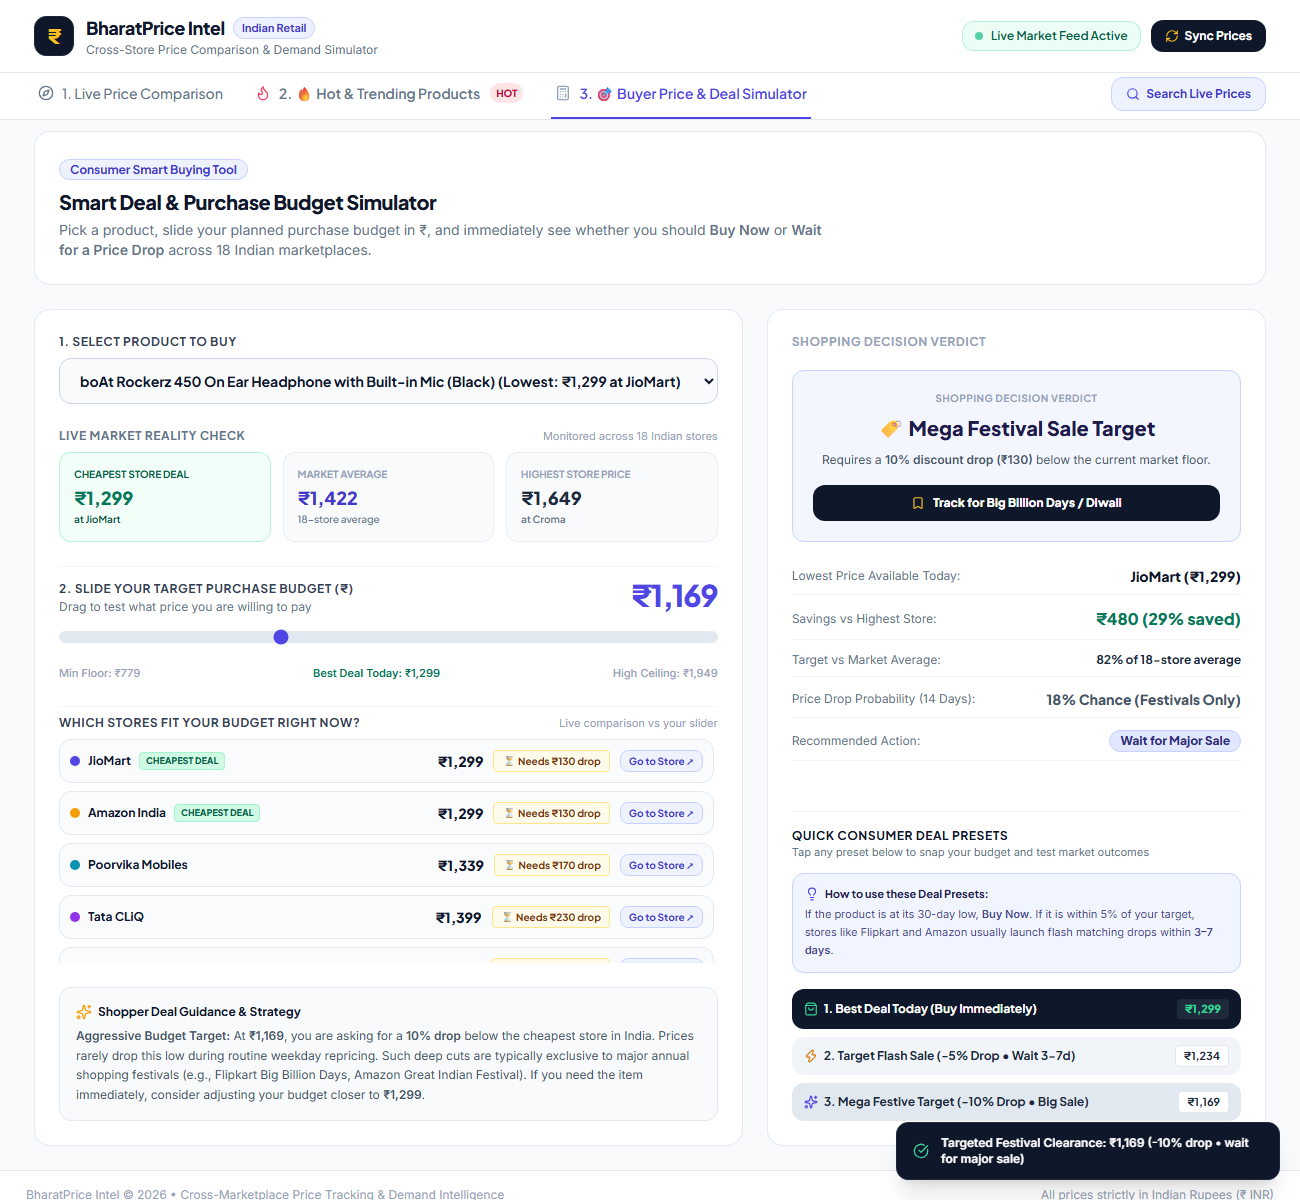 ₹
BharatPrice Intel
Indian Retail
Cross-Store Price Comparison & Demand Simulator
Live Market Feed Active
Sync Prices
1. Live Price Comparison
2. 🔥 Hot & Trending Products
HOT
3. 🎯 Buyer Price & Deal Simulator
Search Live Prices
Consumer Smart Buying Tool
Smart Deal & Purchase Budget Simulator
Pick a product, slide your planned purchase budget in ₹, and immediately see whether you should Buy Now or Wait
for a Price Drop across 18 Indian marketplaces.
1. SELECT PRODUCT TO BUY
boAt Rockerz 450 On Ear Headphone with Built-in Mic (Black) (Lowest: ₹1,299 at JioMart)
LIVE MARKET REALITY CHECK
Monitored across 18 Indian stores
CHEAPEST STORE DEAL
₹1,299
at JioMart
MARKET AVERAGE
₹1,422
18-store average
HIGHEST STORE PRICE
₹1,649
at Croma
2. SLIDE YOUR TARGET PURCHASE BUDGET (₹)
Drag to test what price you are willing to pay
₹1,169
Min Floor: ₹779
Best Deal Today: ₹1,299
High Ceiling: ₹1,949
WHICH STORES FIT YOUR BUDGET RIGHT NOW?
Live comparison vs your slider
JioMart CHEAPEST DEAL ₹1,299 ⏳ Needs ₹130 drop Go to Store ↗
Amazon India CHEAPEST DEAL ₹1,299 ⏳ Needs ₹130 drop Go to Store ↗
Poorvika Mobiles ₹1,339 ⏳ Needs ₹170 drop Go to Store ↗
Tata CLiQ ₹1,399 ⏳ Needs ₹230 drop Go to Store ↗
Shopper Deal Guidance & Strategy
Aggressive Budget Target: At ₹1,169, you are asking for a 10% drop below the cheapest store in India. Prices
rarely drop this low during routine weekday repricing. Such deep cuts are typically exclusive to major annual
shopping festivals (e.g., Flipkart Big Billion Days, Amazon Great Indian Festival). If you need the item
immediately, consider adjusting your budget closer to ₹1,299.
SHOPPING DECISION VERDICT
SHOPPING DECISION VERDICT
🏷️ Mega Festival Sale Target
Requires a 10% discount drop (₹130) below the current market floor.
Track for Big Billion Days / Diwali
Lowest Price Available Today: JioMart (₹1,299)
Savings vs Highest Store: ₹480 (29% saved)
Target vs Market Average: 82% of 18-store average
Price Drop Probability (14 Days): 18% Chance (Festivals Only)
Recommended Action: Wait for Major Sale
QUICK CONSUMER DEAL PRESETS
Tap any preset below to snap your budget and test market outcomes
How to use these Deal Presets:
If the product is at its 30-day low, Buy Now. If it is within 5% of your target,
stores like Flipkart and Amazon usually launch flash matching drops within 3–7
days.
1. Best Deal Today (Buy Immediately) ₹1,299
2. Target Flash Sale (-5% Drop • Wait 3-7d) ₹1,234
3. Mega Festive Target (-10% Drop • Big Sale) ₹1,169
Targeted Festival Clearance: ₹1,169 (-10% drop • wait
for major sale)
BharatPrice Intel © 2026 • Cross-Marketplace Price Tracking & Demand Intelligence
All prices strictly in Indian Rupees (₹ INR)